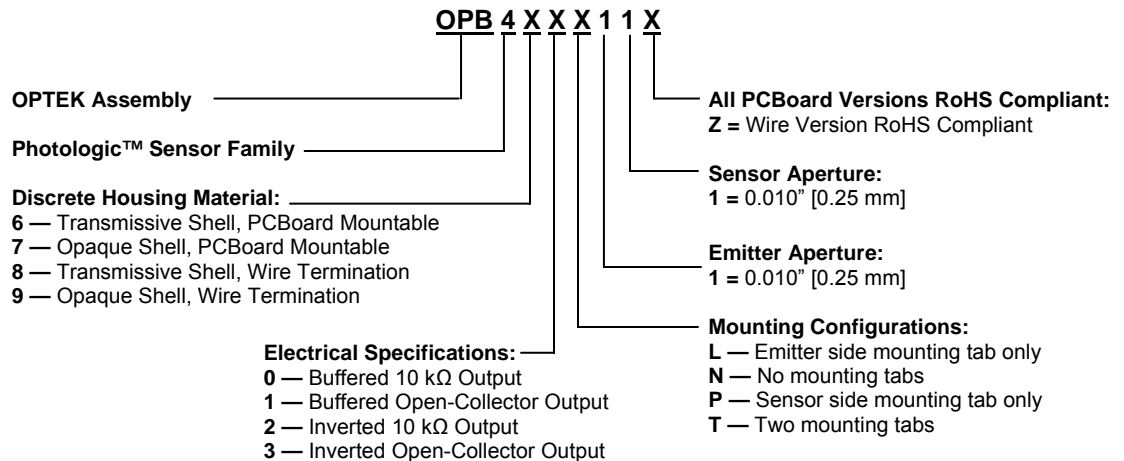 OPB 4 X X X 1 1 X
OPTEK Assembly
Photologic™ Sensor Family
Discrete Housing Material:
6 — Transmissive Shell, PCBoard Mountable
7 — Opaque Shell, PCBoard Mountable
8 — Transmissive Shell, Wire Termination
9 — Opaque Shell, Wire Termination
Electrical Specifications:
0 — Buffered 10 kΩ Output
1 — Buffered Open-Collector Output
2 — Inverted 10 kΩ Output
3 — Inverted Open-Collector Output
All PCBoard Versions RoHS Compliant:
Z = Wire Version RoHS Compliant
Sensor Aperture:
1 = 0.010” [0.25 mm]
Emitter Aperture:
1 = 0.010” [0.25 mm]
Mounting Configurations:
L — Emitter side mounting tab only
N — No mounting tabs
P — Sensor side mounting tab only
T — Two mounting tabs